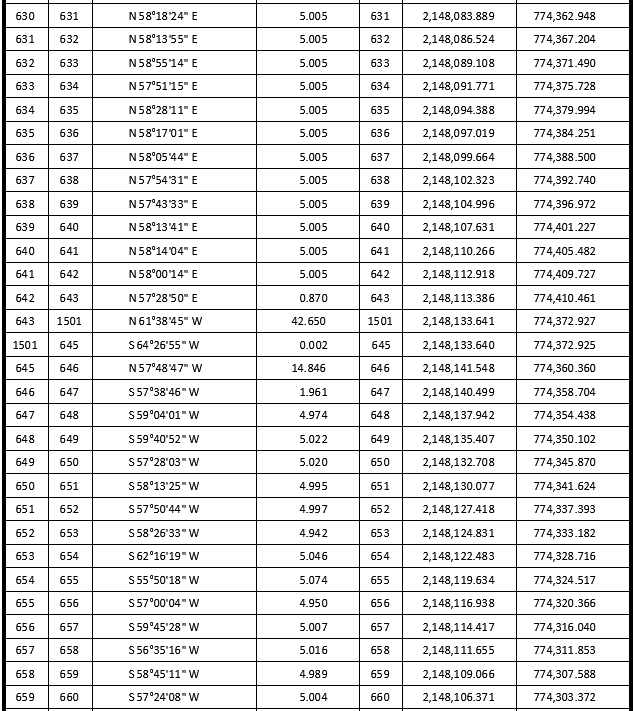 630 631 N 58°18'24" E 5.005 631 2,148,083.889 774,362.948
631 632 N 58°13'55" E 5.005 632 2,148,086.524 774,367.204
632 633 N 58°55'14" E 5.005 633 2,148,089.108 774,371.490
633 634 N 57°51'15" E 5.005 634 2,148,091.771 774,375.728
634 635 N 58°28'11" E 5.005 635 2,148,094.388 774,379.994
635 636 N 58°17'01" E 5.005 636 2,148,097.019 774,384.251
636 637 N 58°05'44" E 5.005 637 2,148,099.664 774,388.500
637 638 N 57°54'31" E 5.005 638 2,148,102.323 774,392.740
638 639 N 57°43'33" E 5.005 639 2,148,104.996 774,396.972
639 640 N 58°13'41" E 5.005 640 2,148,107.631 774,401.227
640 641 N 58°14'04" E 5.005 641 2,148,110.266 774,405.482
641 642 N 58°00'14" E 5.005 642 2,148,112.918 774,409.727
642 643 N 57°28'50" E 0.870 643 2,148,113.386 774,410.461
643 1501 N 61°38'45" W 42.650 1501 2,148,133.641 774,372.927
1501 645 S 64°26'55" W 0.002 645 2,148,133.640 774,372.925
645 646 N 57°48'47" W 14.846 646 2,148,141.548 774,360.360
646 647 S 57°38'46" W 1.961 647 2,148,140.499 774,358.704
647 648 S 59°04'01" W 4.974 648 2,148,137.942 774,354.438
648 649 S 59°40'52" W 5.022 649 2,148,135.407 774,350.102
649 650 S 57°28'03" W 5.020 650 2,148,132.708 774,345.870
650 651 S 58°13'25" W 4.995 651 2,148,130.077 774,341.624
651 652 S 57°50'44" W 4.997 652 2,148,127.418 774,337.393
652 653 S 58°26'33" W 4.942 653 2,148,124.831 774,333.182
653 654 S 62°16'19" W 5.046 654 2,148,122.483 774,328.716
654 655 S 55°50'18" W 5.074 655 2,148,119.634 774,324.517
655 656 S 57°00'04" W 4.950 656 2,148,116.938 774,320.366
656 657 S 59°45'28" W 5.007 657 2,148,114.417 774,316.040
657 658 S 56°35'16" W 5.016 658 2,148,111.655 774,311.853
658 659 S 58°45'11" W 4.989 659 2,148,109.066 774,307.588
659 660 S 57°24'08" W 5.004 660 2,148,106.371 774,303.372